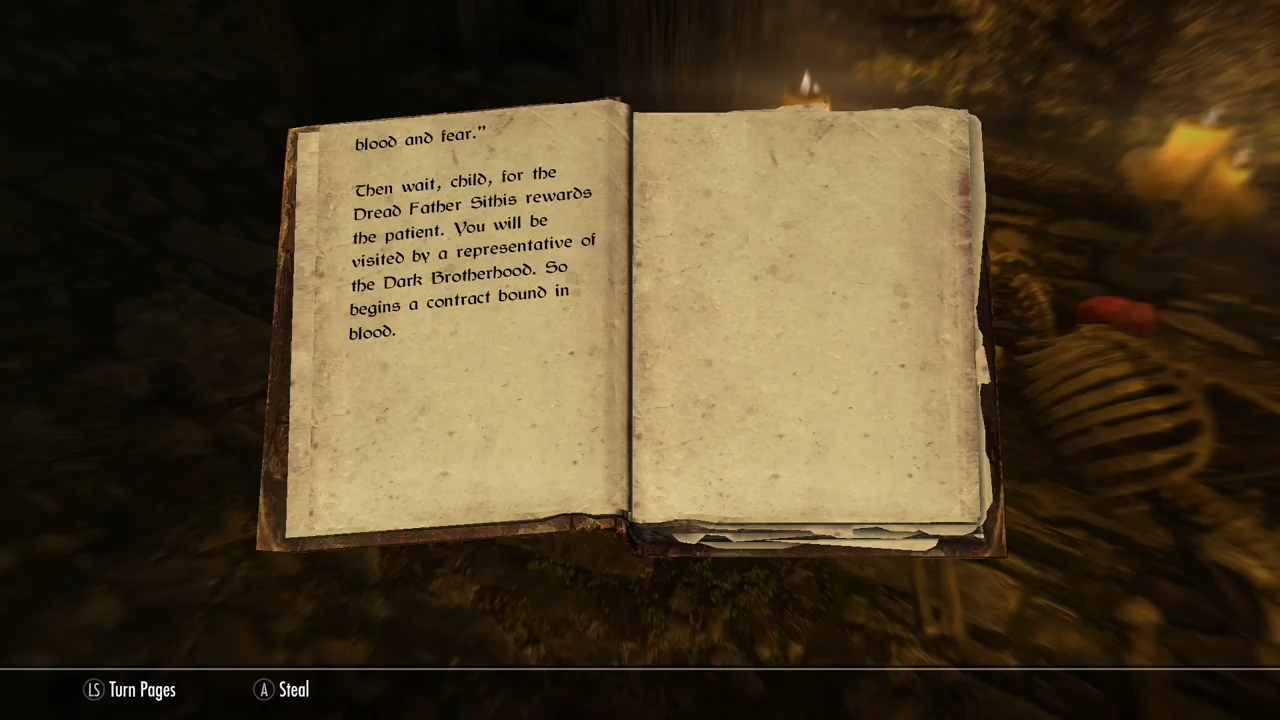 blood and fear."
Then wait, child, for the
Dread Father Sithis rewards
the patient. You will be
visited by a representative of
the Dark Brotherhood. So
begins a contract bound in
blood.
LS Turn Pages
A Steal